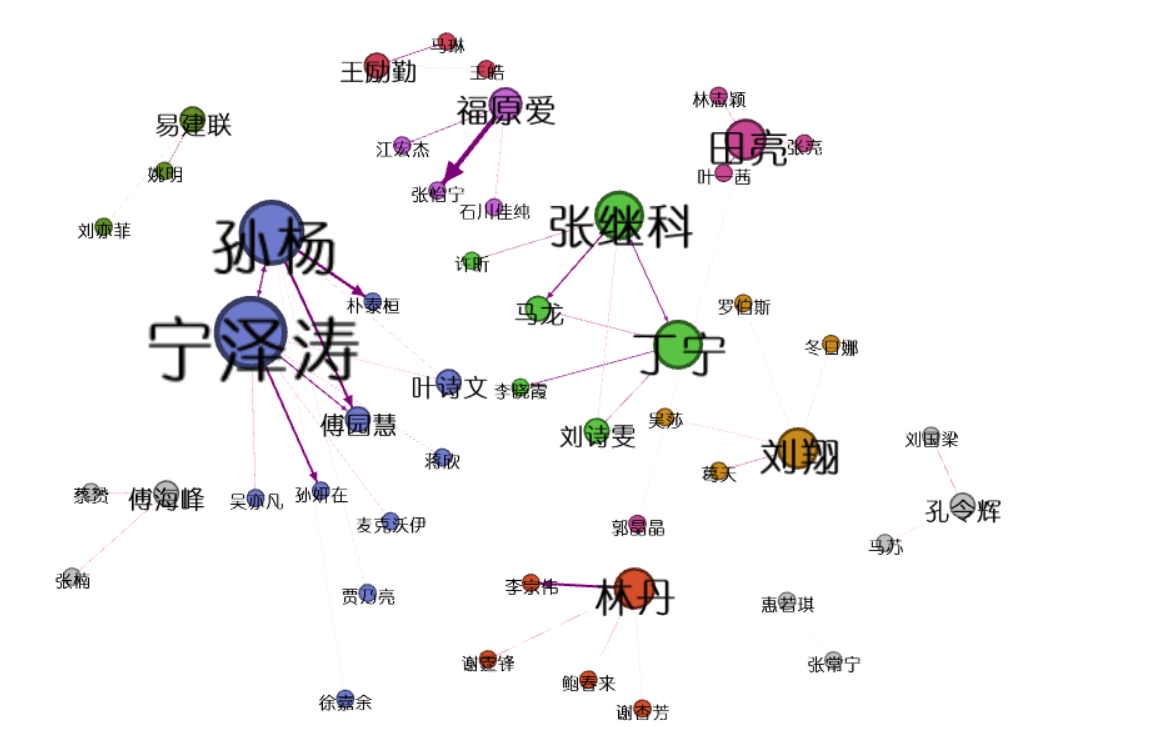 马琳
王励勤
王皓
福原爱
林志颖
易建联
田亮
张亮
江宏杰
姚明
叶一茜
张怡宁
石川佳纯
刘亦菲
张继科
孙杨
许昕
朴泰桓
马龙
罗伯斯
宁泽涛
丁宁
冬日娜
叶诗文
李晓霞
傅园慧
吴莎
刘诗雯
刘国梁
刘翔
蒋欣
葛天
蔡赟
傅海峰
吴亦凡
孙妍在
孔令辉
麦克沃伊
郭晶晶
马苏
张楠
李宗伟
贾乃亮
林丹
惠若琪
谢霆锋
张常宁
鲍春来
徐嘉余
谢杏芳